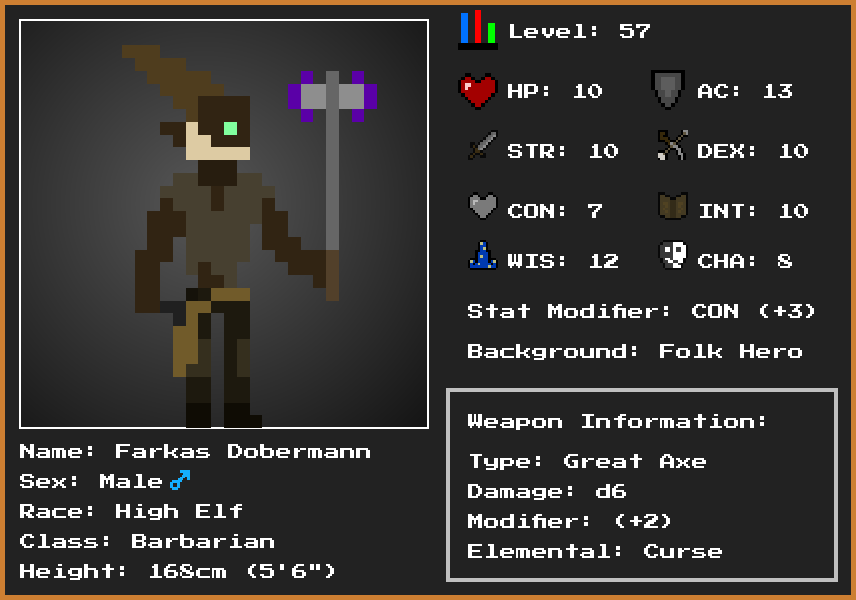 Level: 57
HP: 10 AC: 13
STR: 10 DEX: 10
CON: 7 INT: 10
WIS: 12 CHA: 8
Stat Modifier: CON (+3)
Background: Folk Hero
Weapon Information:
Type: Great Axe
Damage: d6
Modifier: (+2)
Elemental: Curse
Name: Farkas Dobermann
Sex: Male ♂
Race: High Elf
Class: Barbarian
Height: 168cm (5'6")